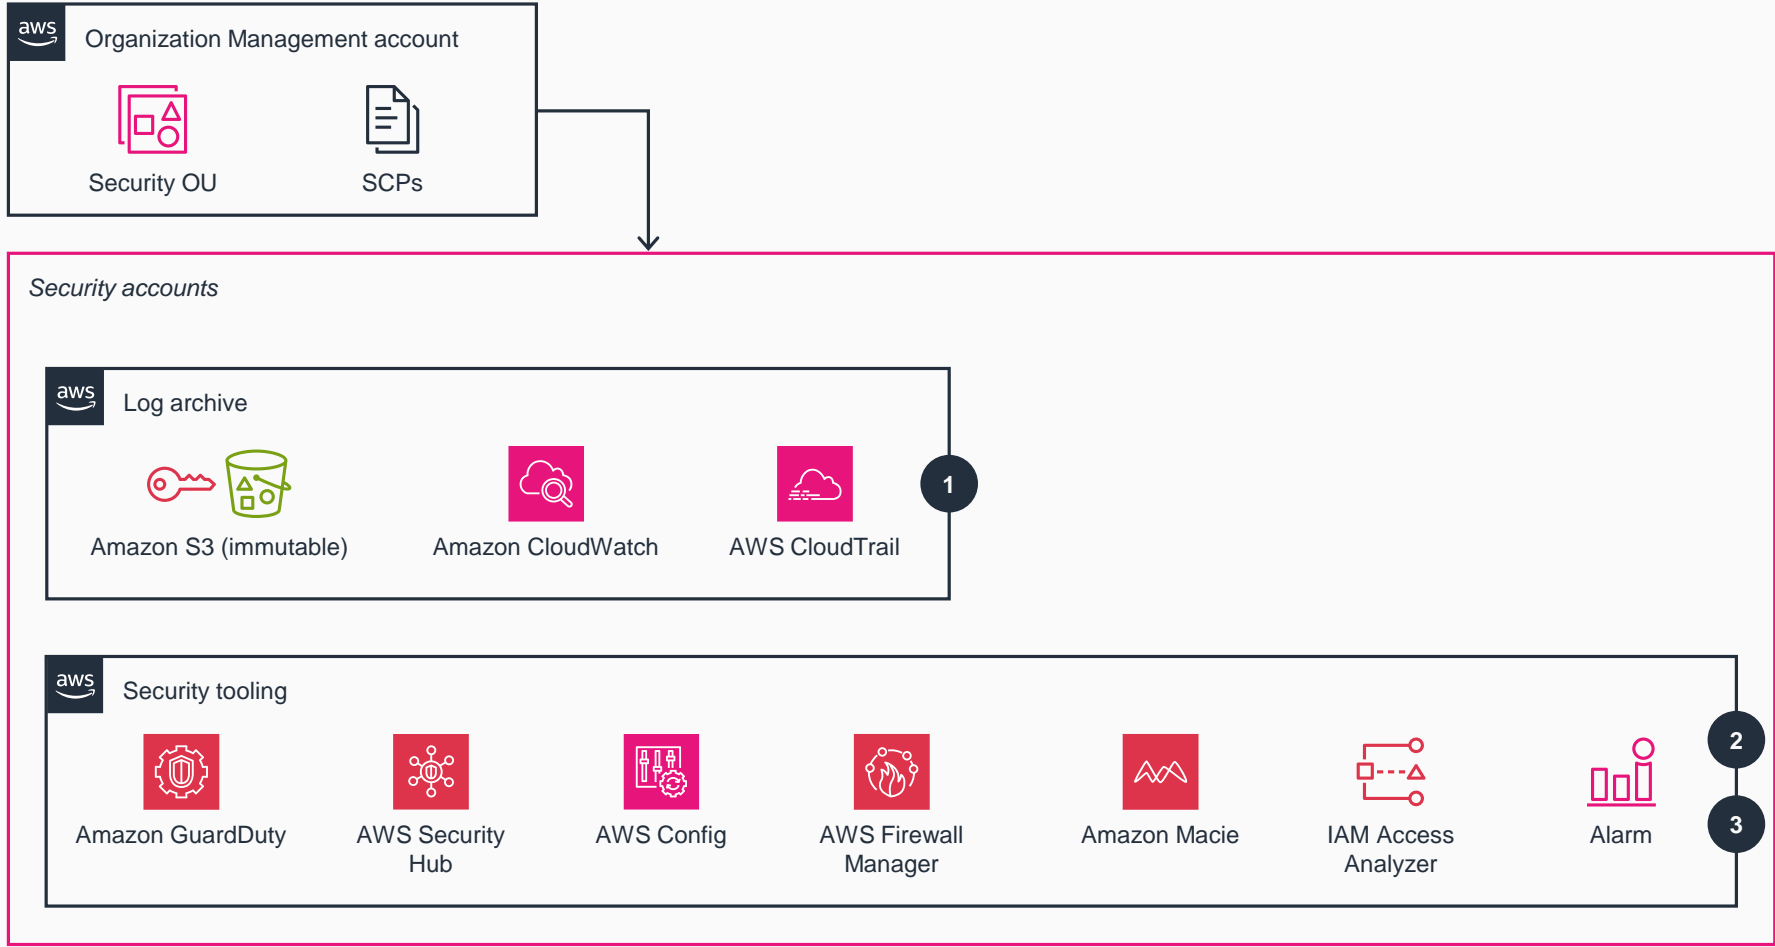 aws
Organization Management account
Security OU
SCPs
Security accounts
aws
Log archive
1
Amazon S3 (immutable)
Amazon CloudWatch
AWS CloudTrail
aws
Security tooling
2
Amazon GuardDuty
AWS Security
Hub
AWS Config
AWS Firewall
Manager
Amazon Macie
IAM Access
Analyzer
Alarm
3